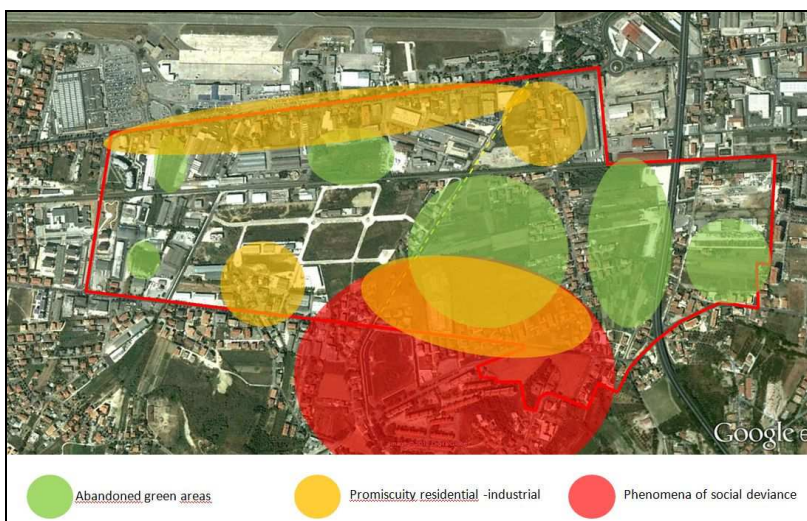 Google e
Abandoned green areas
Promiscuity residential -industrial
Phenomena of social deviance